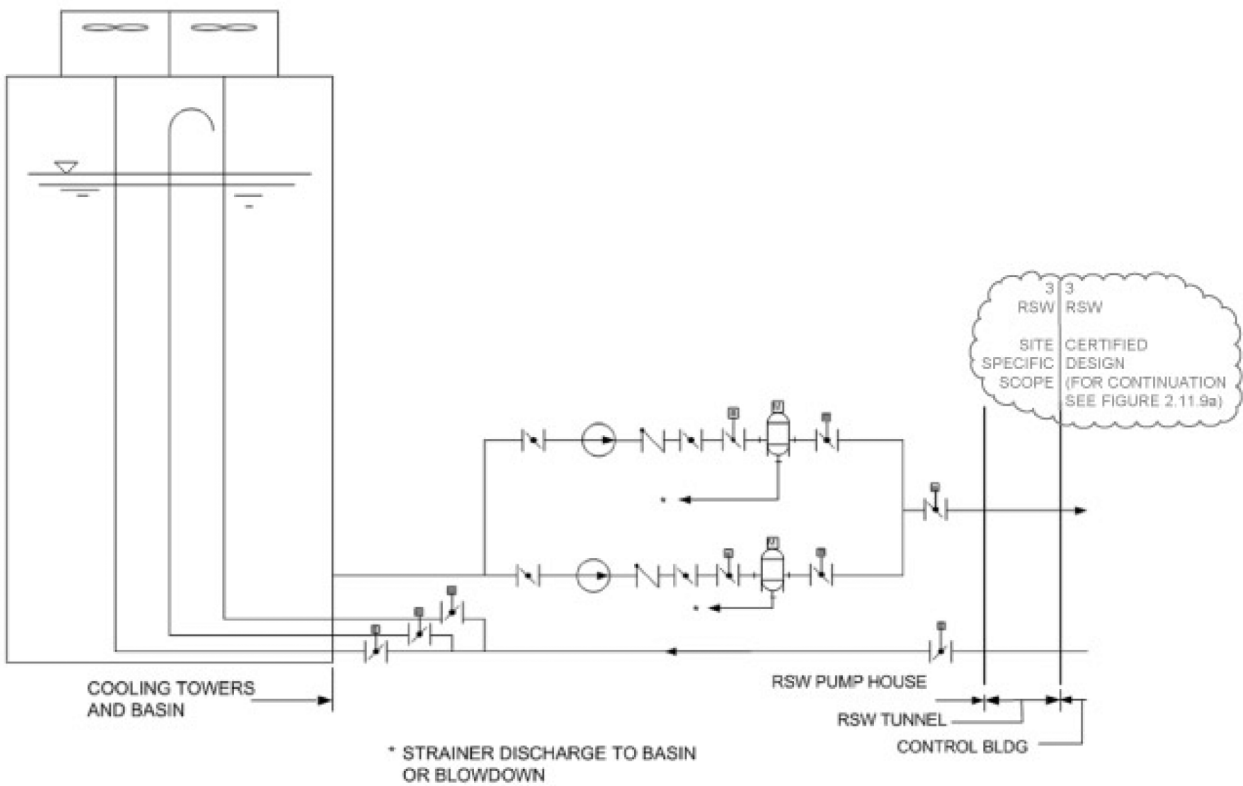 3 3
RSW RSW
SITE CERTIFIED
SPECIFIC DESIGN
SCOPE (FOR CONTINUATION
SEE FIGURE 2.11.9a)
M
M
RSW PUMP HOUSE
COOLING TOWERS
AND BASIN
RSW TUNNEL
CONTROL BLDG
* STRAINER DISCHARGE TO BASIN
OR BLOWDOWN